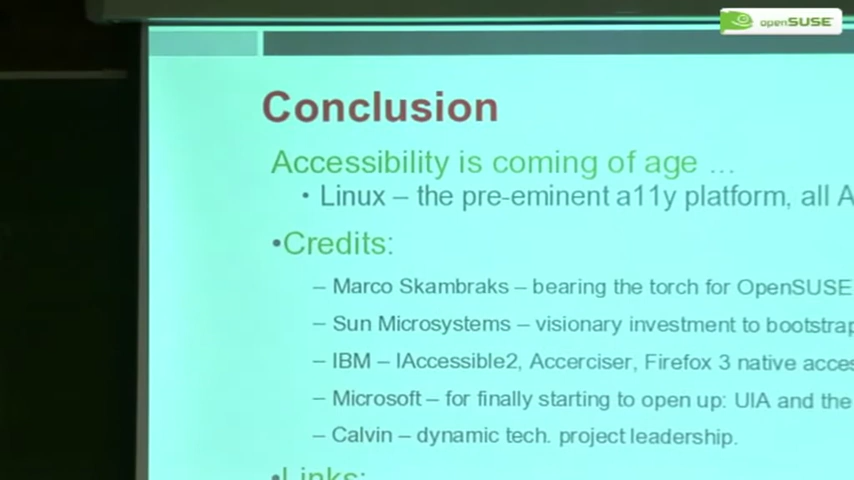 openSUSE
Conclusion
Accessibility is coming of age ...
• Linux – the pre-eminent a11y platform, all A
•Credits:
– Marco Skambraks – bearing the torch for OpenSUSE
– Sun Microsystems – visionary investment to bootstrap
– IBM – IAccessible2, Accerciser, Firefox 3 native acces
– Microsoft – for finally starting to open up: UIA and the
– Calvin – dynamic tech. project leadership.
•Links: